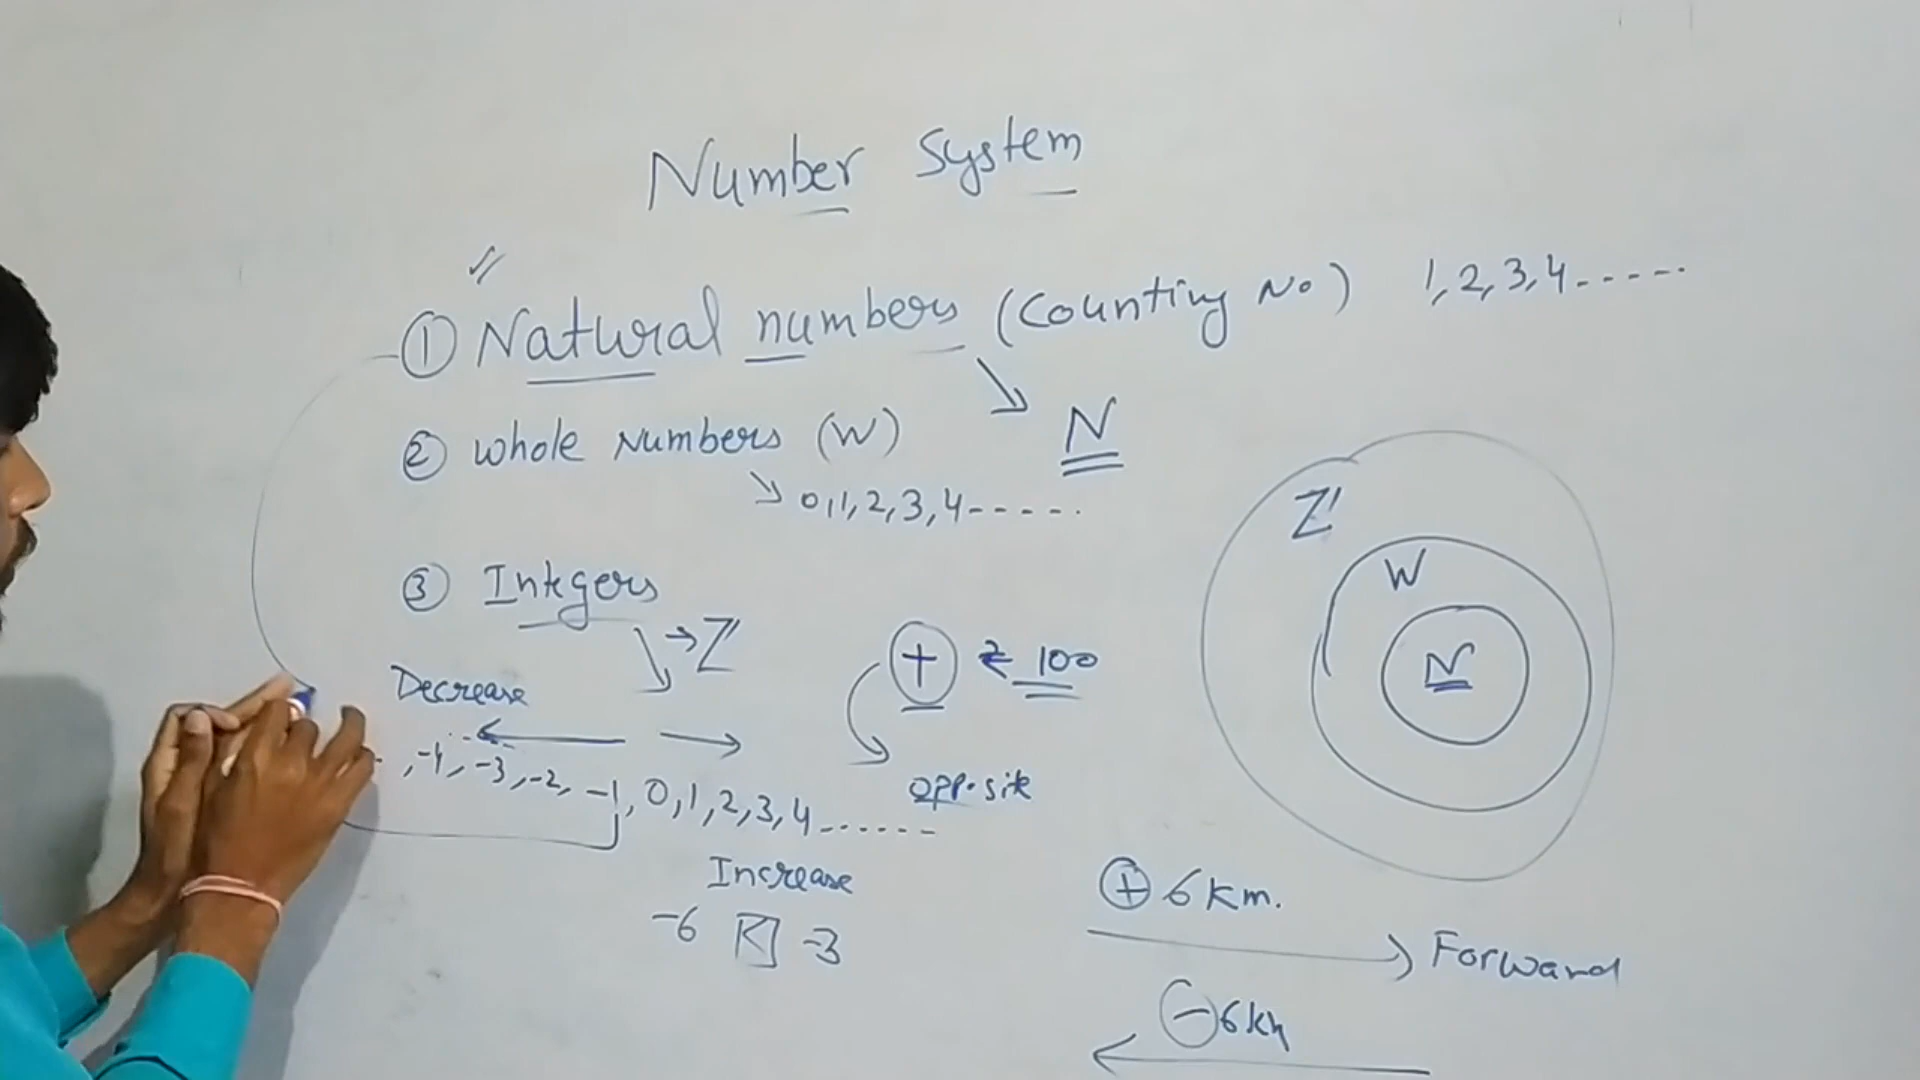 Number System
① Natural numbers (Counting No) 1, 2, 3, 4 - - - - -
N
② Whole Numbers (W)
0, 1, 2, 3, 4 - - - - -
③ Integers
→ Z
Decrease
, -4, -3, -2, -1, 0, 1, 2, 3, 4 - - - - - -
Increase
-6 < -3
+ ₹ 100
opposite
Z
W
N
+ 6 km.
Forward
- 6 km